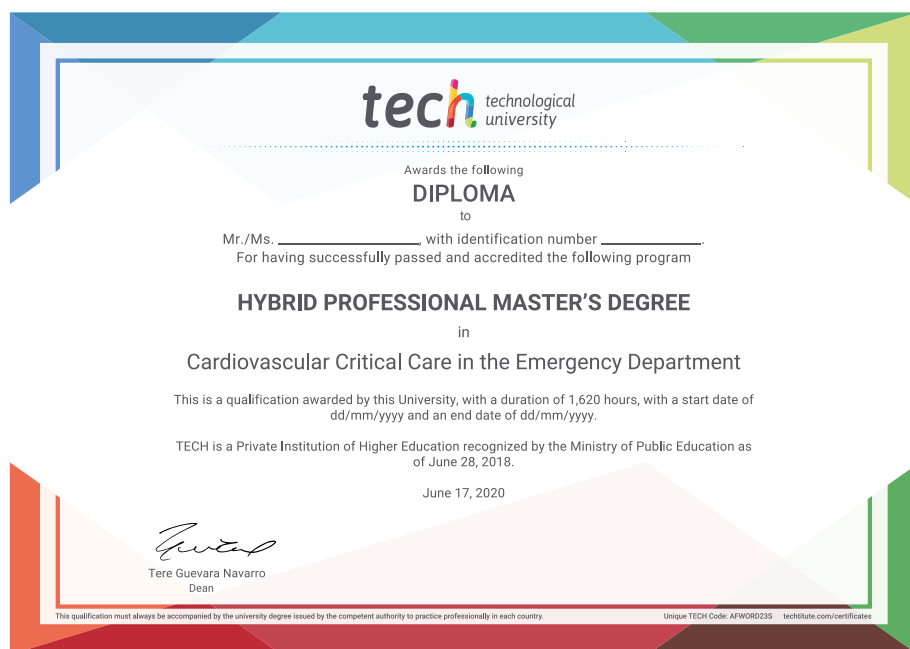 tech technological
university
Awards the following
DIPLOMA
to
Mr./Ms. ____________________, with identification number ______________.
For having successfully passed and accredited the following program
HYBRID PROFESSIONAL MASTER'S DEGREE
in
Cardiovascular Critical Care in the Emergency Department
This is a qualification awarded by this University, with a duration of 1,620 hours, with a start date of
dd/mm/yyyy and an end date of dd/mm/yyyy.
TECH is a Private Institution of Higher Education recognized by the Ministry of Public Education as
of June 28, 2018.
June 17, 2020
Tere Guevara Navarro
Dean
This qualification must always be accompanied by the university degree issued by the competent authority to practice professionally in each country.
Unique TECH Code: AFWORD23S techtitute.com/certificates